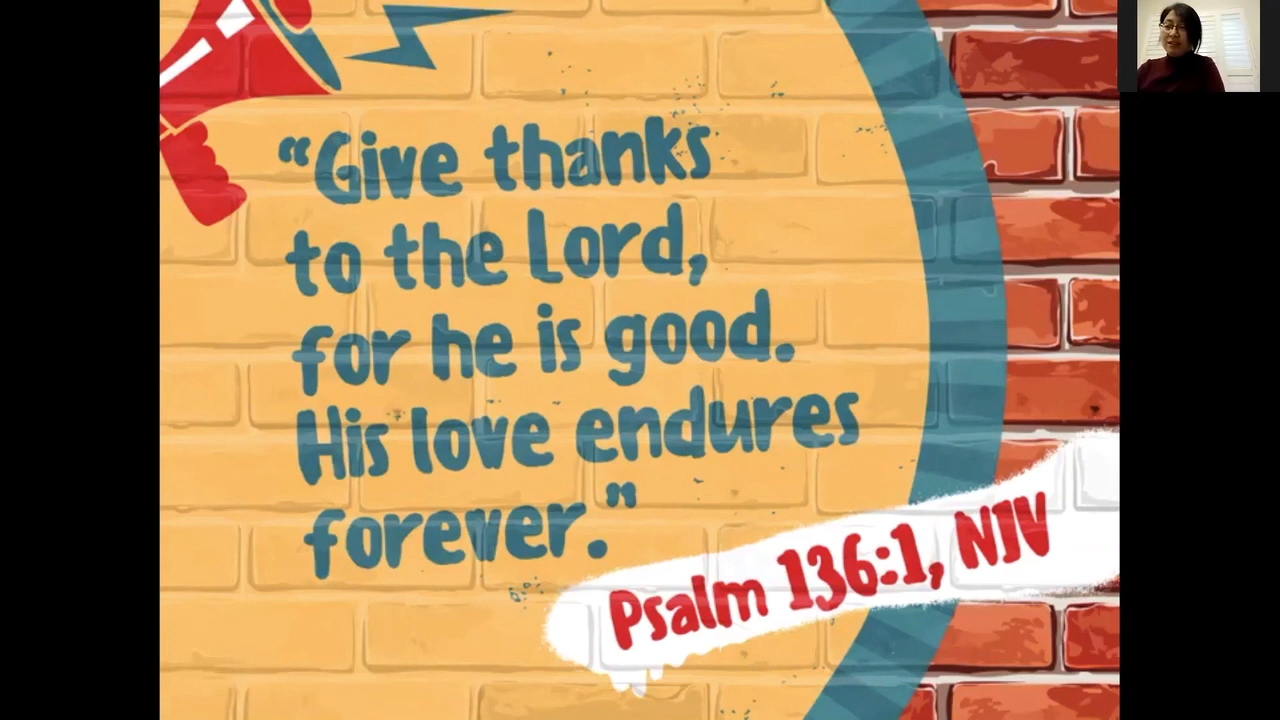 “Give thanks
to the Lord,
for he is good.
His love endures
forever.”
Psalm 136:1, NIV